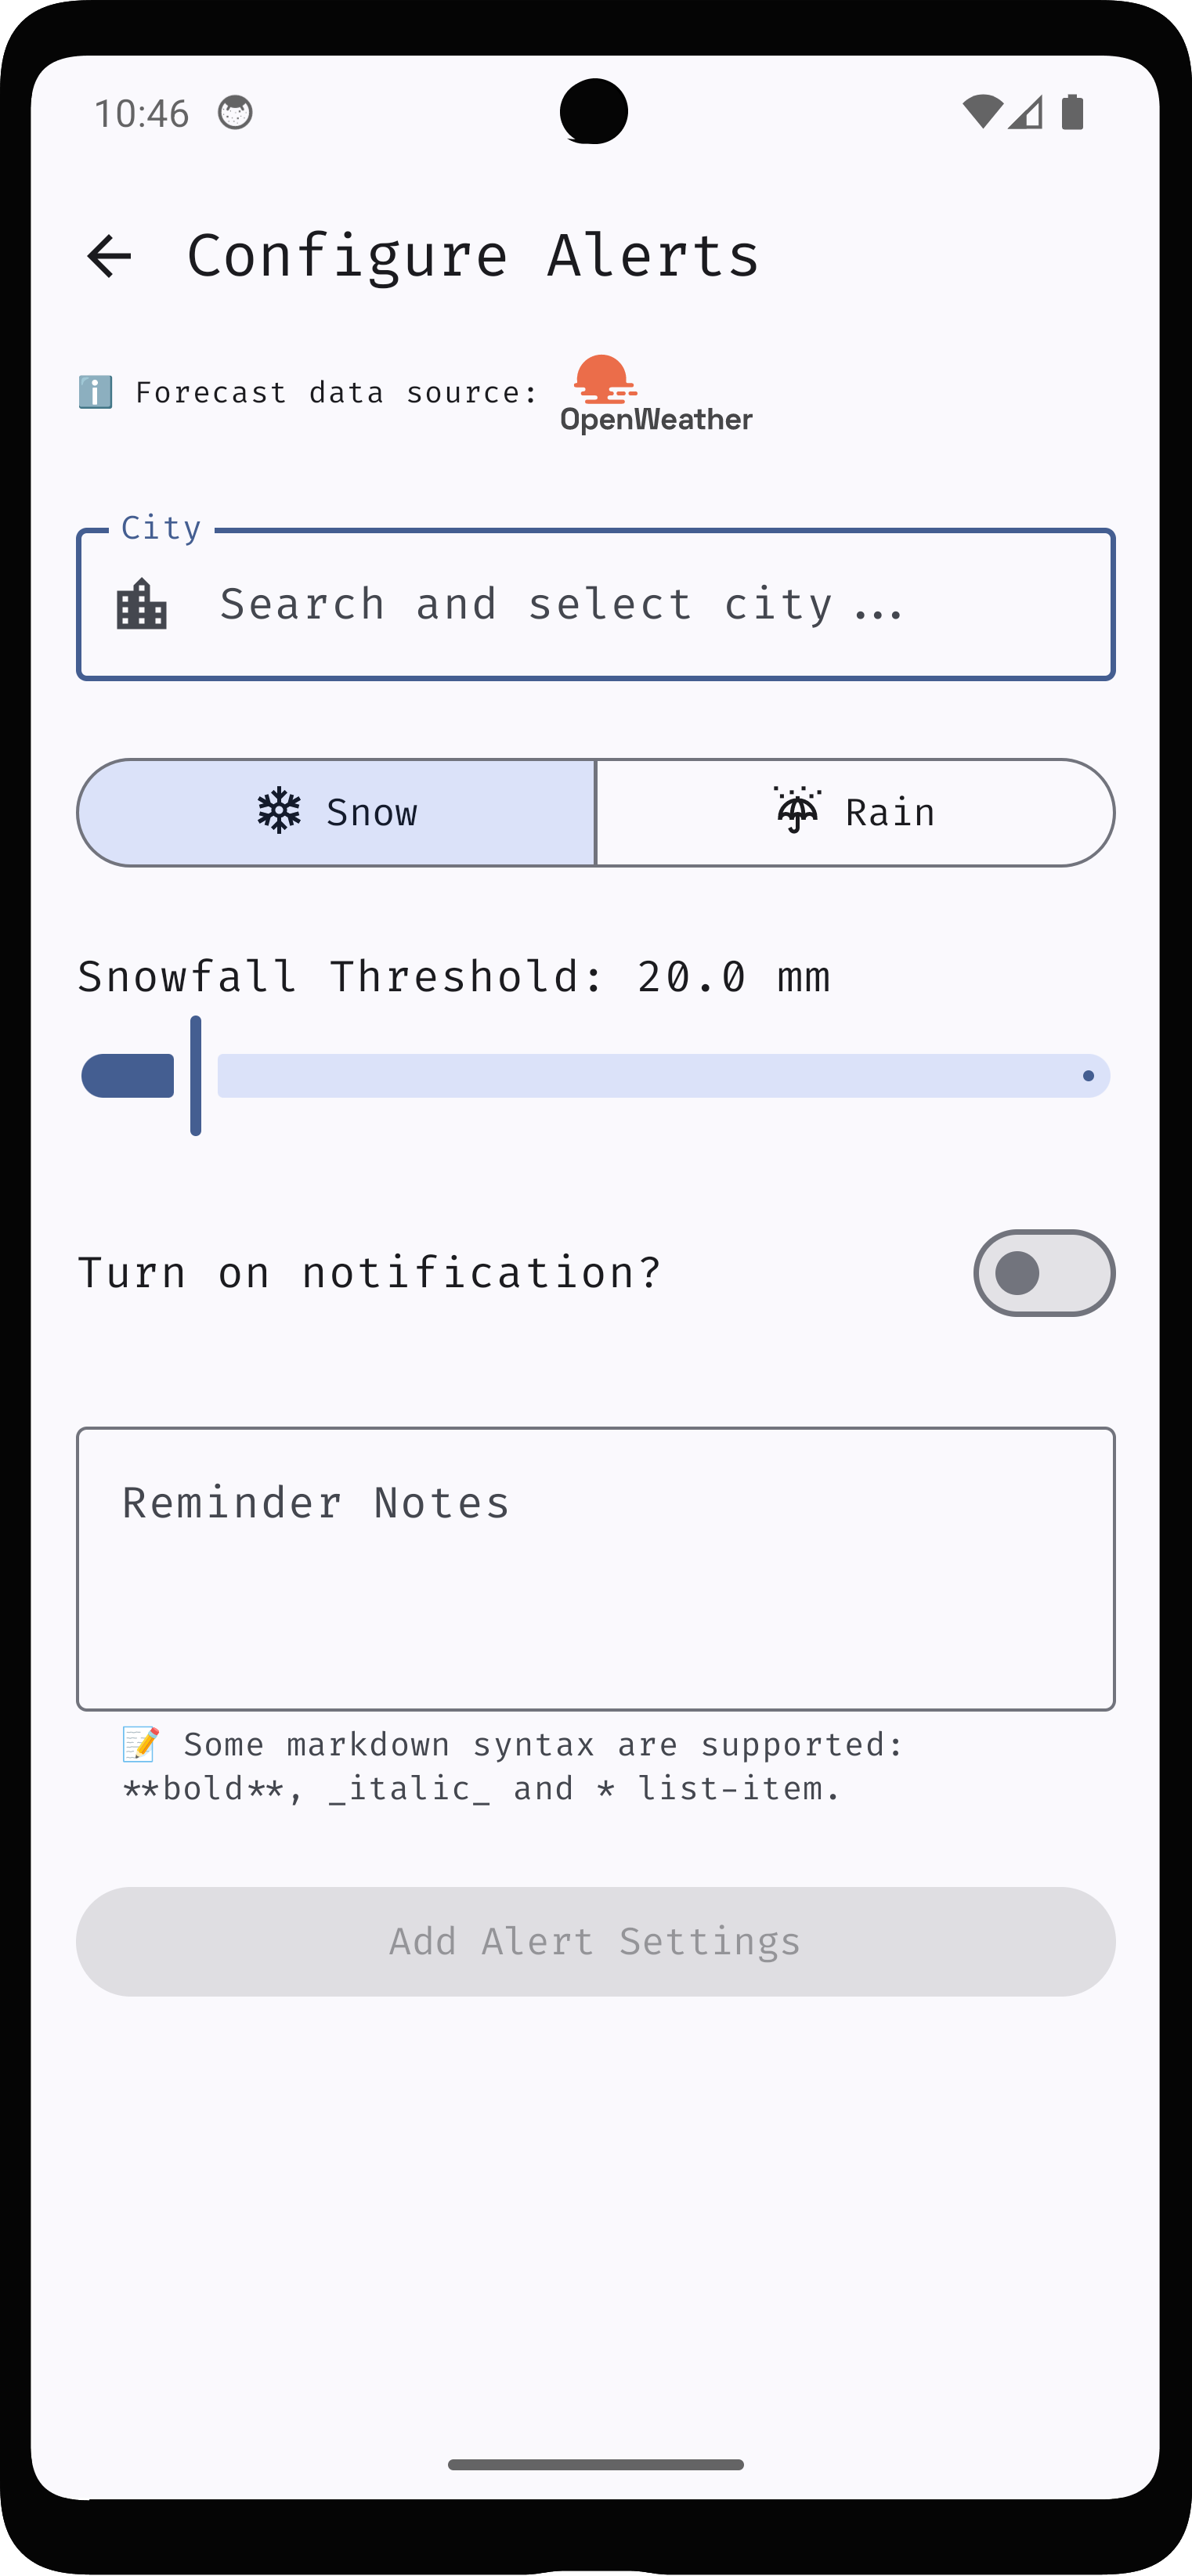 10:46
Configure Alerts
ℹ️ Forecast data source:
OpenWeather
City
Search and select city...
Snow
Rain
Snowfall Threshold: 20.0 mm
Turn on notification?
Reminder Notes
📝 Some markdown syntax are supported:
**bold**, _italic_ and * list-item.
Add Alert Settings